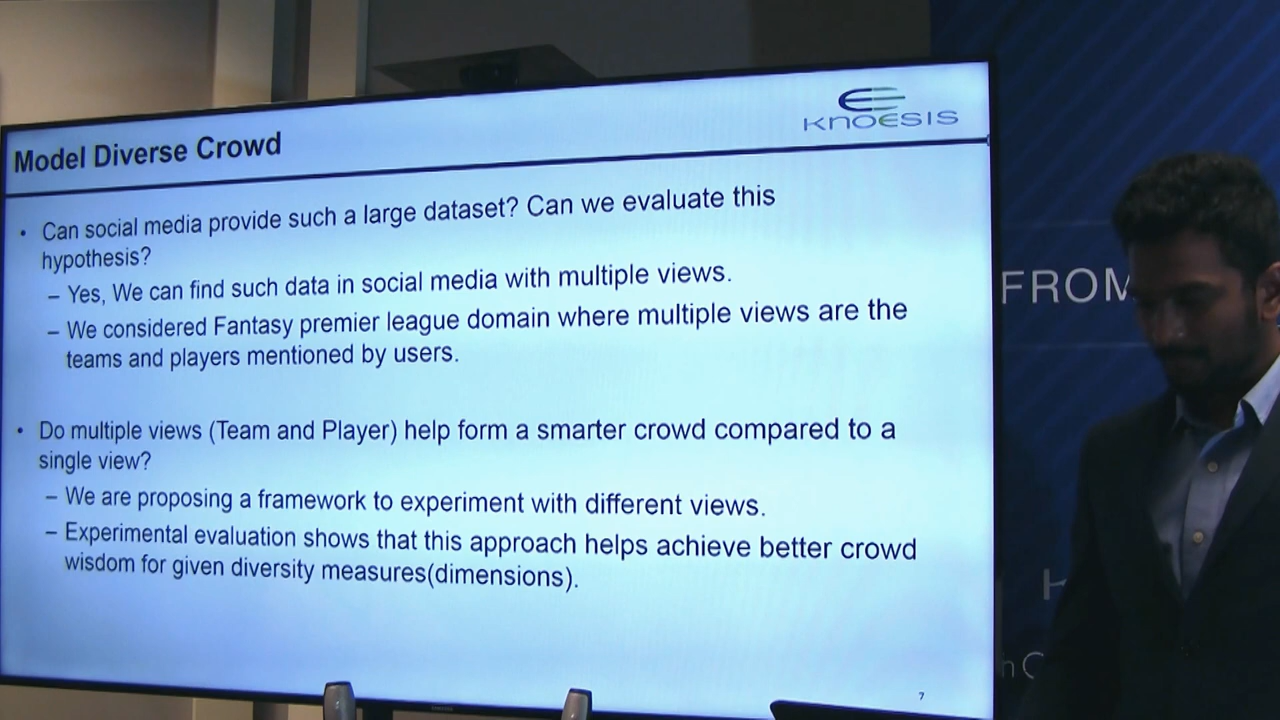 KNOESIS
Model Diverse Crowd
• Can social media provide such a large dataset? Can we evaluate this
hypothesis?
– Yes, We can find such data in social media with multiple views.
– We considered Fantasy premier league domain where multiple views are the
teams and players mentioned by users.
• Do multiple views (Team and Player) help form a smarter crowd compared to a
single view?
– We are proposing a framework to experiment with different views.
– Experimental evaluation shows that this approach helps achieve better crowd
wisdom for given diversity measures(dimensions).
7
FROM